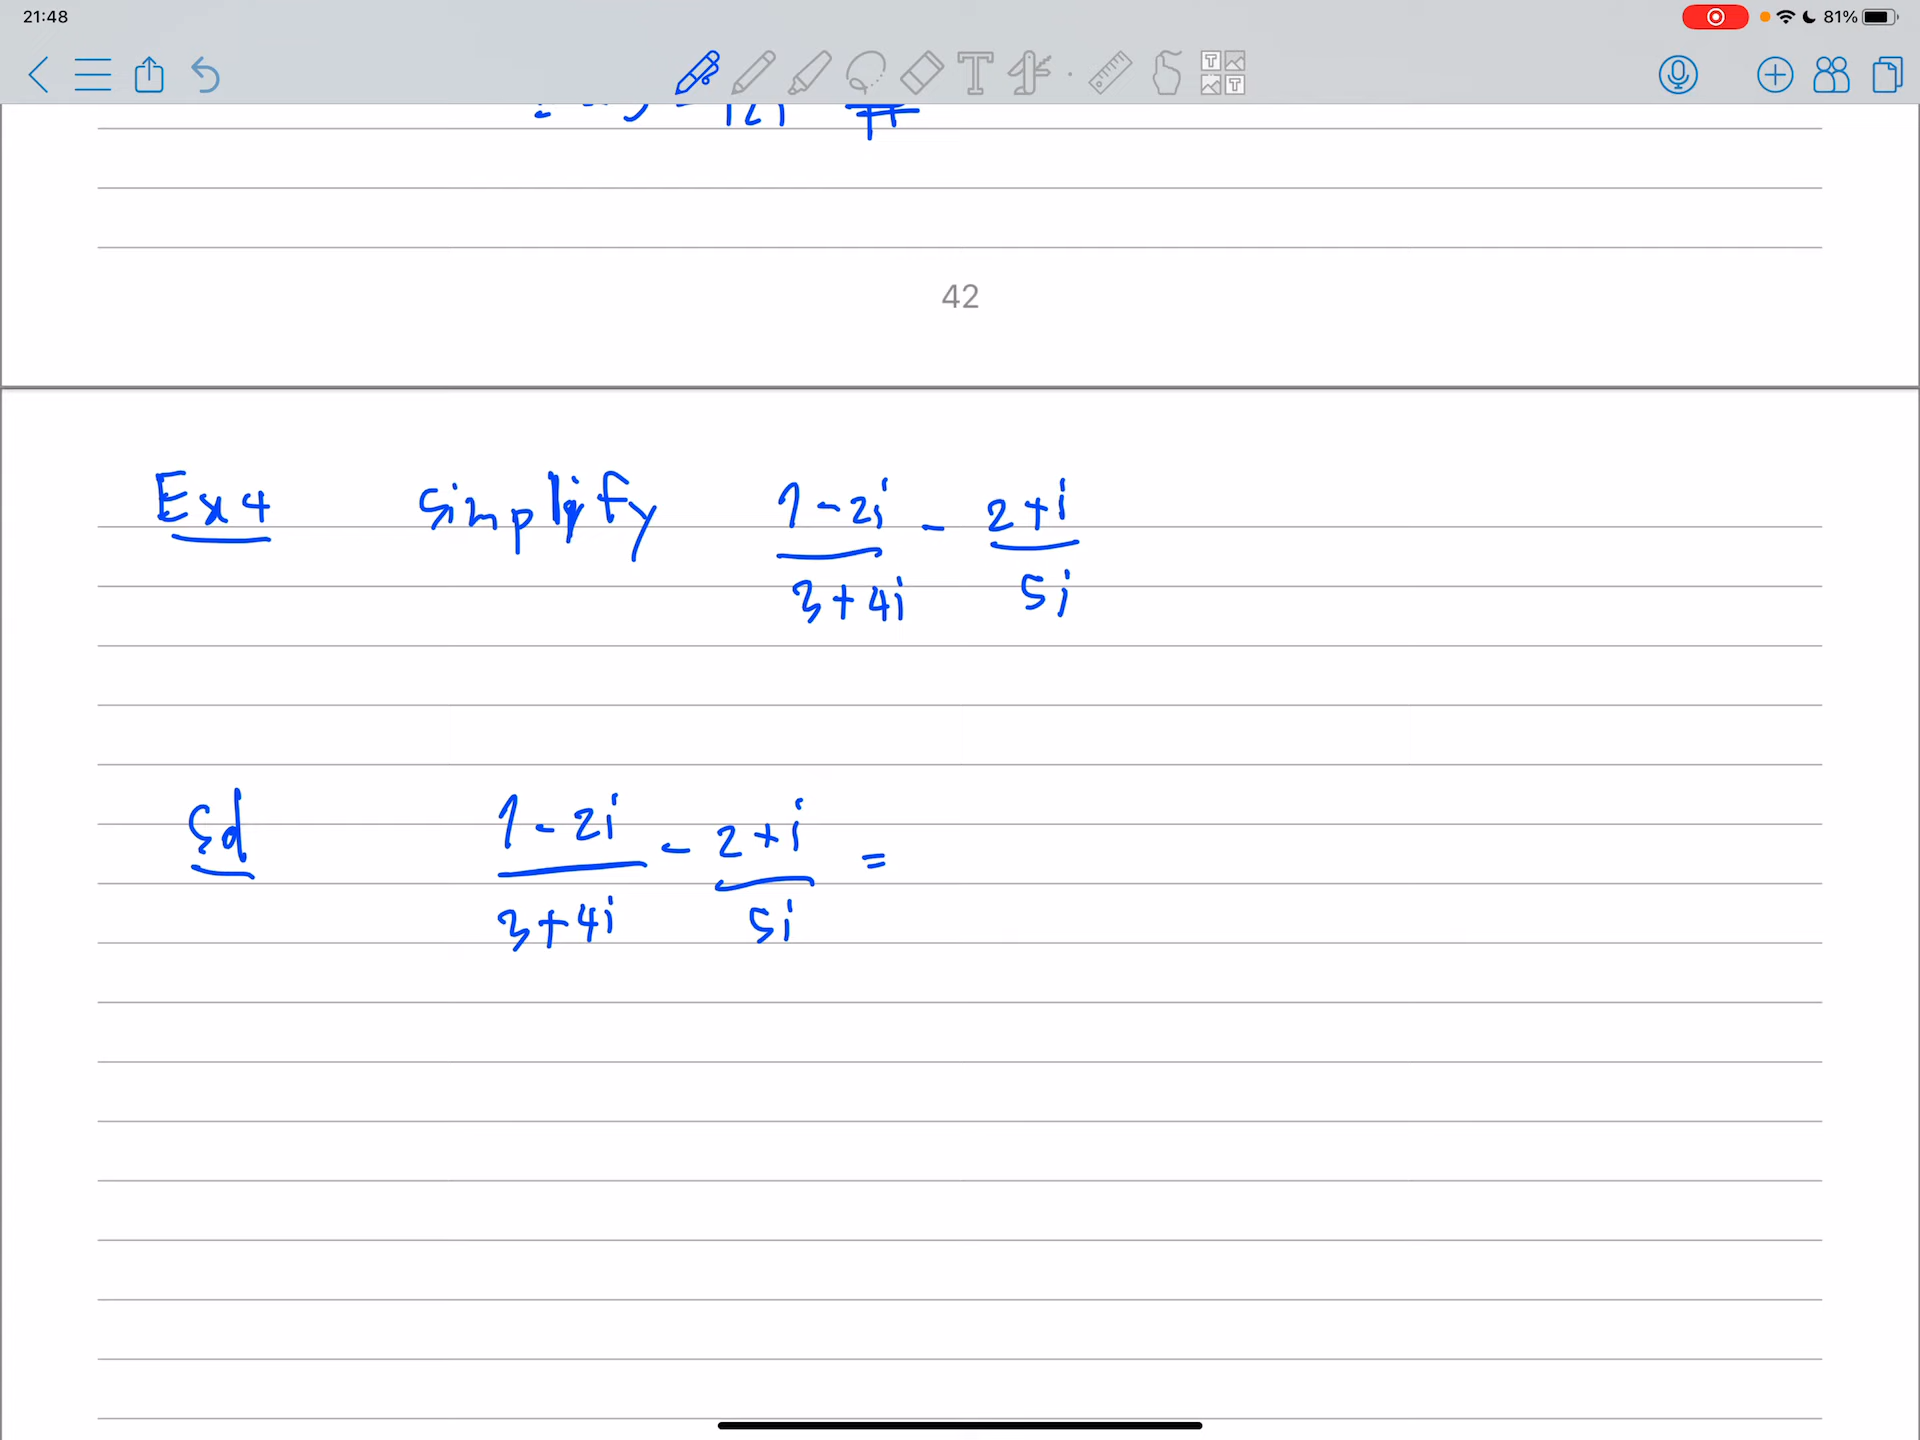 21:48 81%
42
Ex 4 simplify 1-2i/3+4i - 2+i/5i
Sol 1-2i/3+4i - 2+i/5i =